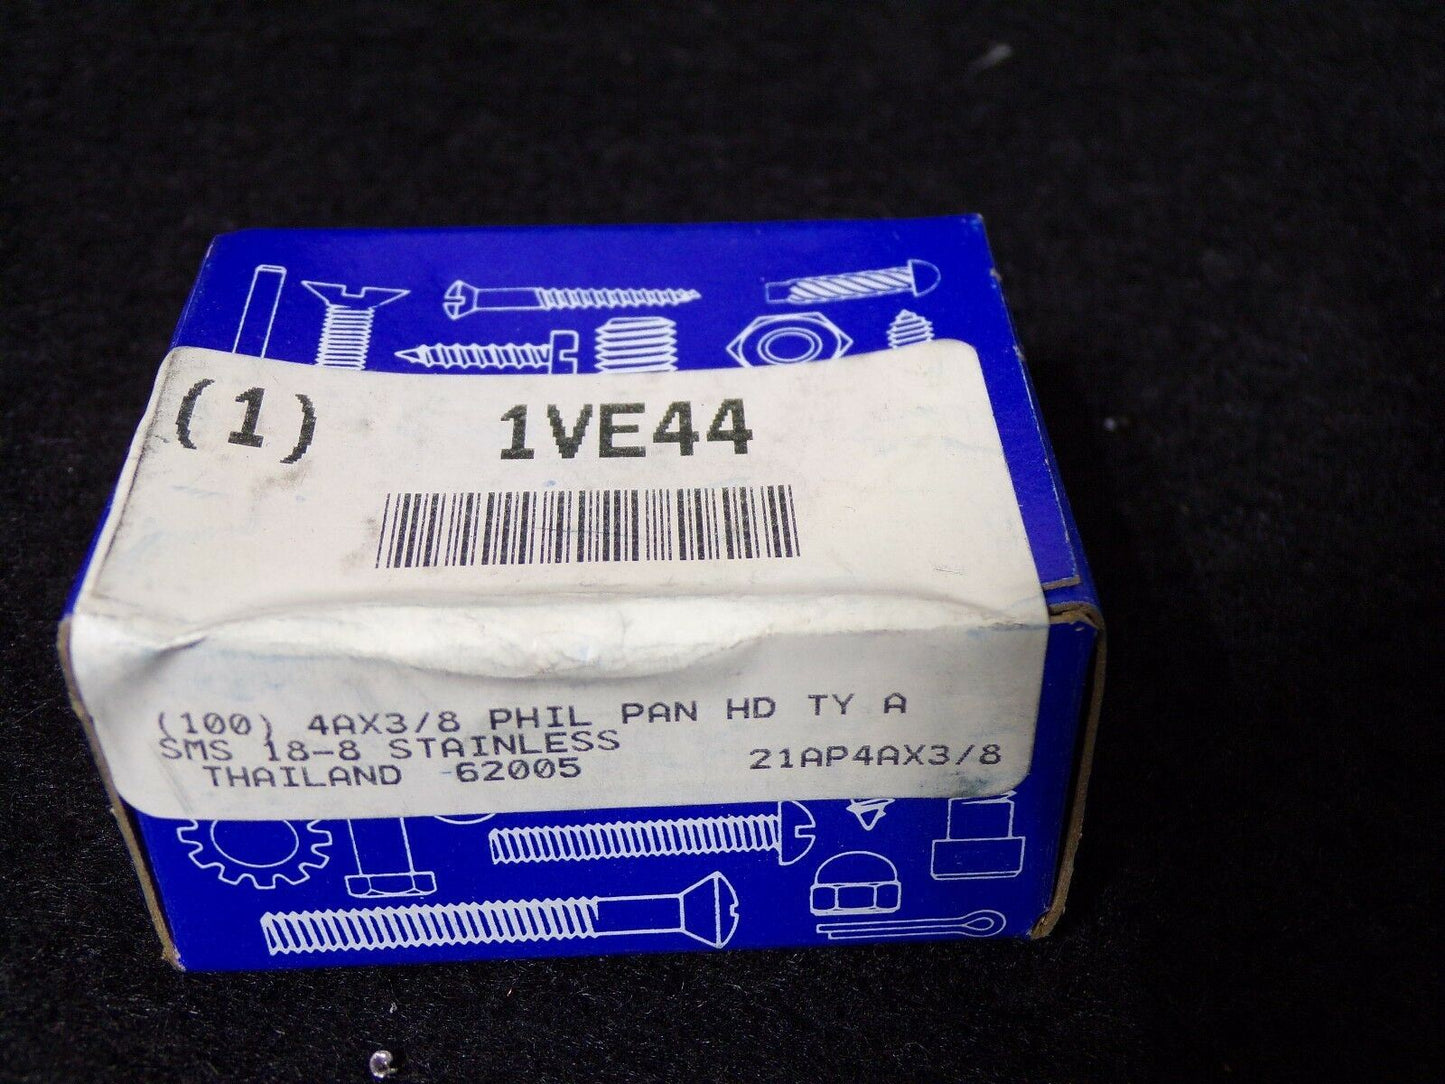 (1) 1VE44
(100) 4AX3/8 PHIL PAN HD TY A
SMS 18-8 STAINLESS
THAILAND 62005 21AP4AX3/8